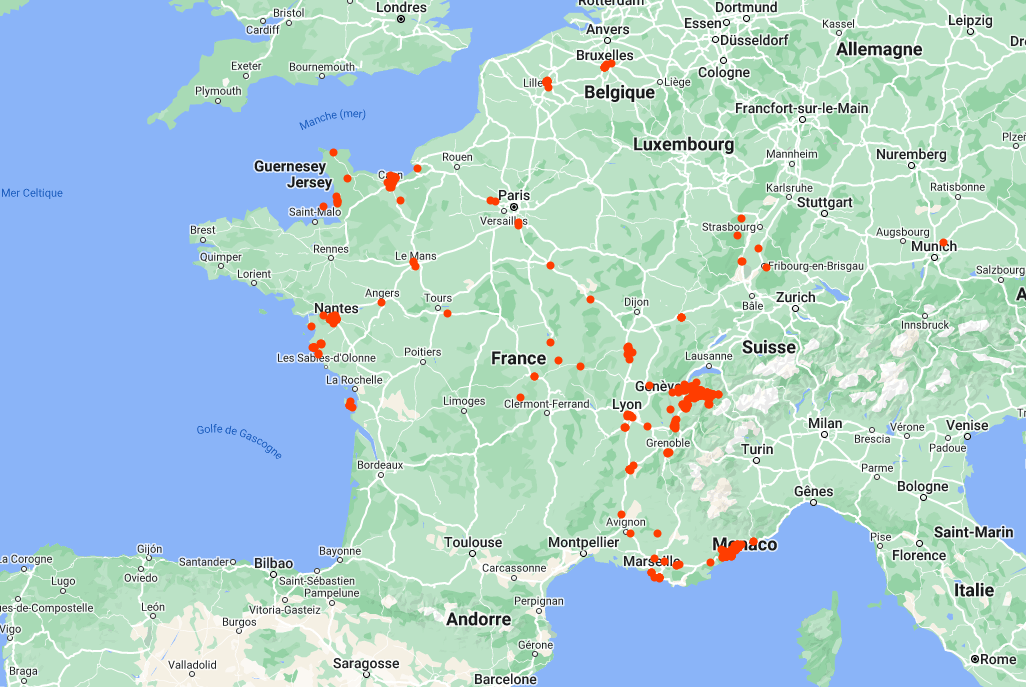 Rotterdam
Dortmund
Londres
Bristol
Cardiff
Essen
Anvers
Kassel
Leipzig
Düsseldorf
Allemagne
Exeter
Bournemouth
Bruxelles
Cologne
Plymouth
Lille
Liège
Belgique
Francfort-sur-le-Main
Manche (mer)
Luxembourg
Mannheim
Nuremberg
Rouen
Guernesey
Jersey
Caen
Mer Celtique
Paris
Karlsruhe
Ratisbonne
Stuttgart
Saint-Malo
Versailles
Strasbourg
Brest
Augsbourg
Munich
Rennes
Quimper
Le Mans
Fribourg-en-Brisgau
Salzbourg
Lorient
Angers
Tours
Dijon
Bâle
Zurich
Nantes
Innsbruck
Les Sables-d'Olonne
Poitiers
France
Lausanne
Suisse
La Rochelle
Genève
Limoges
Clermont-Ferrand
Lyon
Golfe de Gascogne
Milan
Vérone
Venise
Brescia
Padoue
Grenoble
Turin
Bordeaux
Parme
Bologne
Gênes
Avignon
Saint-Marin
Pise
Toulouse
Montpellier
Monaco
Florence
La Corogne
Gijón
Santander
Bilbao
Bayonne
Marseille
Carcassonne
Lugo
Oviedo
Saint-Sébastien
Pampelune
Italie
León
Vitoria-Gasteiz
Perpignan
Burgos
Andorre
Vigo
Gérone
Valladolid
Saragosse
Rome
Braga
Barcelone